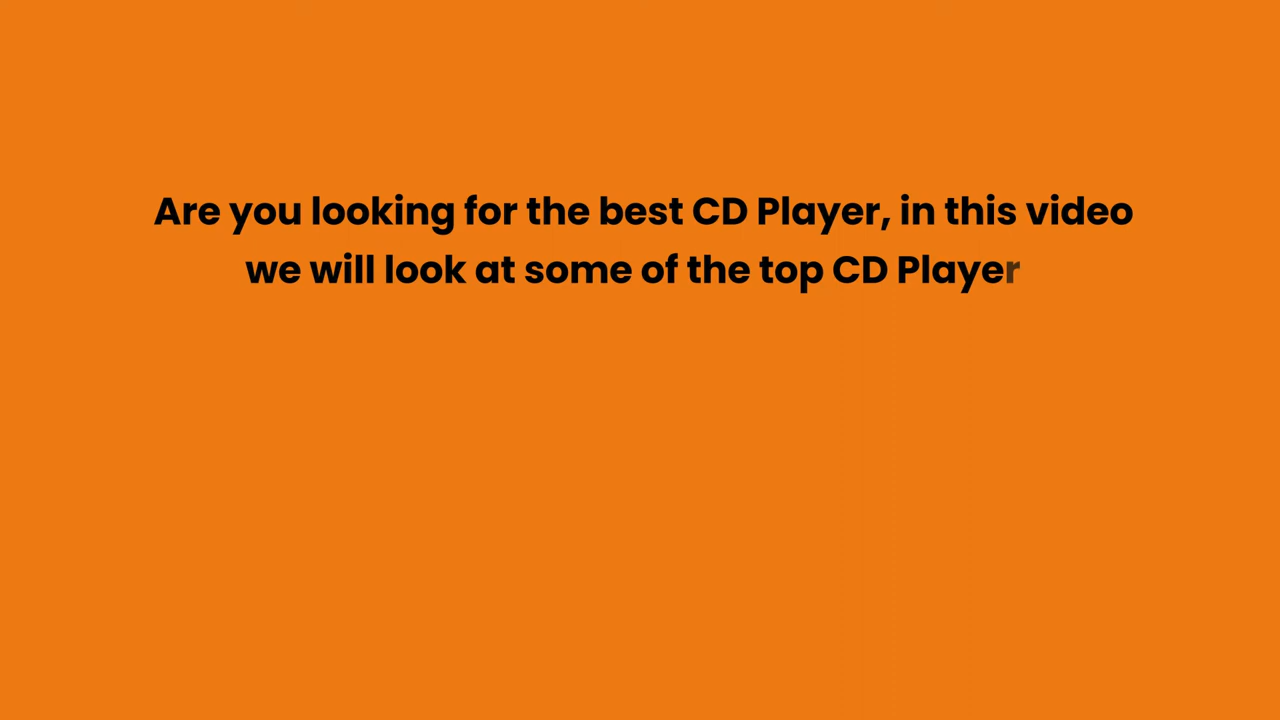 Are you looking for the best CD Player, in this video
we will look at some of the top CD Player